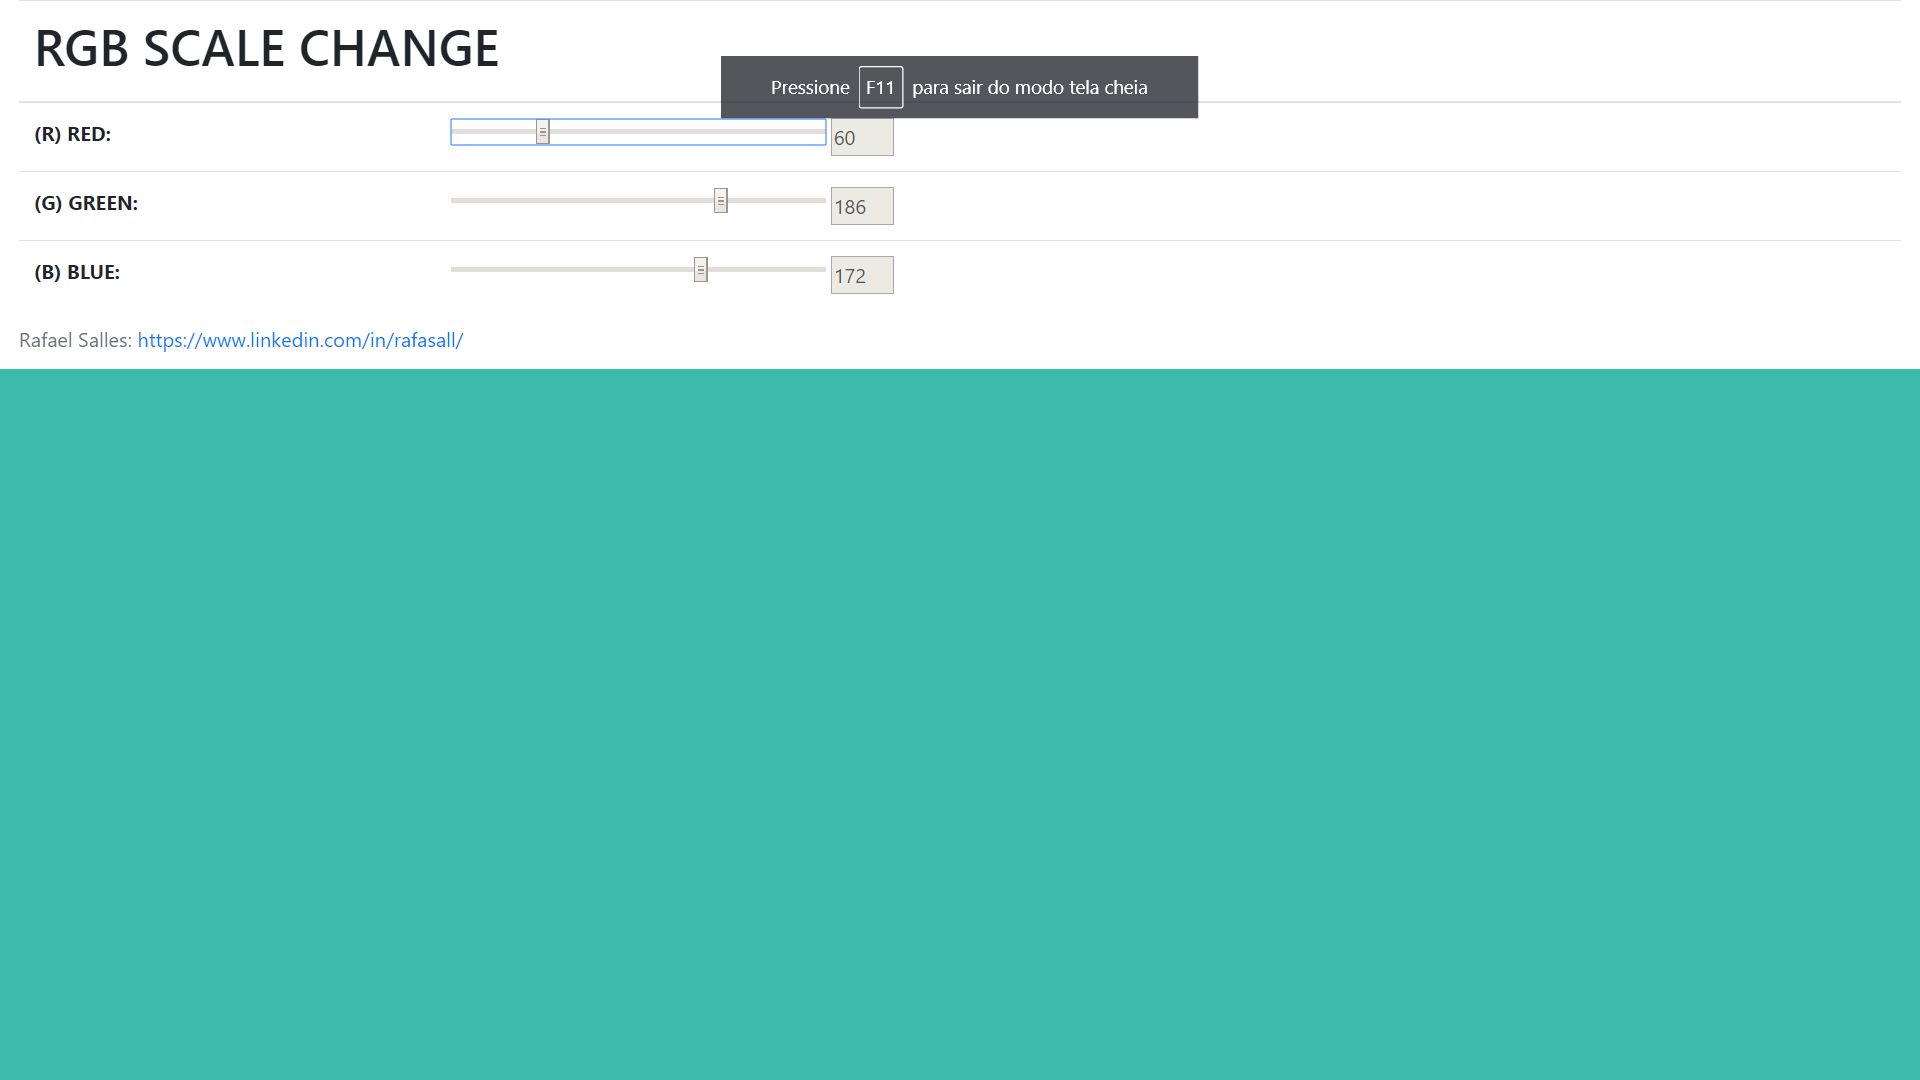 RGB SCALE CHANGE
Pressione F11 para sair do modo tela cheia
(R) RED: 60
(G) GREEN: 186
(B) BLUE: 172
Rafael Salles: https://www.linkedin.com/in/rafasall/